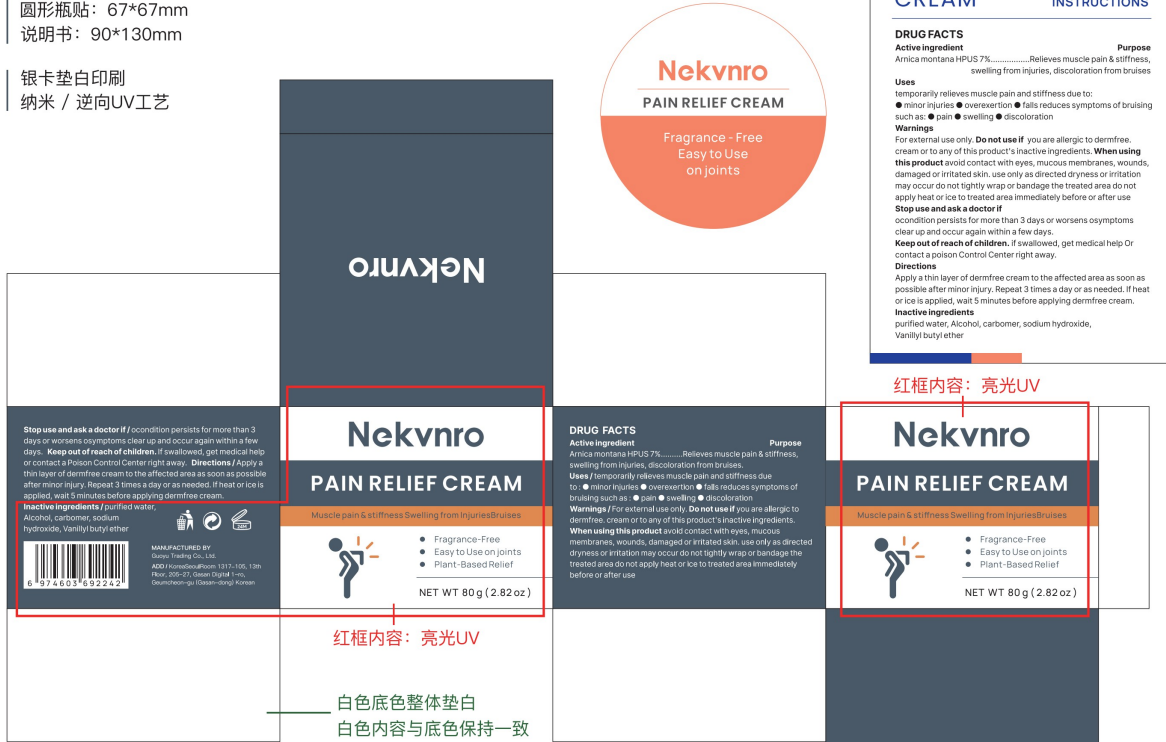 圆形瓶贴：67*67mm
说明书：90*130mm
银卡垫白印刷
纳米 / 逆向UV工艺
Nekvnro
PAIN RELIEF CREAM
Fragrance - Free
Easy to Use
on joints
CREAM
INSTRUCTIONS
DRUG FACTS
Active ingredient Purpose
Arnica montana HPUS 7%.................Relieves muscle pain & stiffness,
swelling from injuries, discoloration from bruises
Uses
temporarily relieves muscle pain and stiffness due to:
● minor injuries ● overexertion ● falls reduces symptoms of bruising
such as: ● pain ● swelling ● discoloration
Warnings
For external use only. Do not use if you are allergic to dermfree.
cream or to any of this product's inactive ingredients. When using
this product avoid contact with eyes, mucous membranes, wounds,
damaged or irritated skin. use only as directed dryness or irritation
may occur do not tightly wrap or bandage the treated area do not
apply heat or ice to treated area immediately before or after use
Stop use and ask a doctor if
ocondition persists for more than 3 days or worsens osymptoms
clear up and occur again within a few days.
Keep out of reach of children. if swallowed, get medical help Or
contact a poison Control Center right away.
Directions
Apply a thin layer of dermfree cream to the affected area as soon as
possible after minor injury. Repeat 3 times a day or as needed. If heat
or ice is applied, wait 5 minutes before applying dermfree cream.
Inactive ingredients
purified water, Alcohol, carbomer, sodium hydroxide,
Vanillyl butyl ether
Nekvnro
红框内容：亮光UV
Stop use and ask a doctor if / ocondition persists for more than 3
days or worsens osymptoms clear up and occur again within a few
days. Keep out of reach of children. If swallowed, get medical help
or contact a Poison Control Center right away. Directions / Apply a
thin layer of dermfree cream to the affected area as soon as possible
after minor injury. Repeat 3 times a day or as needed. If heat or ice is
applied, wait 5 minutes before applying dermfree cream.
Inactive ingredients / purified water,
Alcohol, carbomer, sodium
hydroxide, Vanillyl butyl ether
6 974603 692242
MANUFACTURED BY
Guoyu Trading Co., Ltd.
ADD / KoreaSeoulRoom 1317-105, 13th
Floor, 205-27, Gasan Digital 1-ro,
Geumcheon-gu (Gasan-dong) Korean
Nekvnro
PAIN RELIEF CREAM
Muscle pain & stiffness Swelling from InjuriesBruises
● Fragrance-Free
● Easy to Use on joints
● Plant-Based Relief
NET WT 80 g ( 2.82 oz )
DRUG FACTS
Active ingredient Purpose
Arnica montana HPUS 7%..........Relieves muscle pain & stiffness,
swelling from injuries, discoloration from bruises.
Uses / temporarily relieves muscle pain and stiffness due
to : ● minor injuries ● overexertion ● falls reduces symptoms of
bruising such as : ● pain ● swelling ● discoloration
Warnings / For external use only. Do not use if you are allergic to
dermfree. cream or to any of this product's inactive ingredients.
When using this product avoid contact with eyes, mucous
membranes, wounds, damaged or irritated skin. use only as directed
dryness or irritation may occur do not tightly wrap or bandage the
treated area do not apply heat or ice to treated area immediately
before or after use
Nekvnro
PAIN RELIEF CREAM
Muscle pain & stiffness Swelling from InjuriesBruises
● Fragrance-Free
● Easy to Use on joints
● Plant-Based Relief
NET WT 80 g ( 2.82 oz )
红框内容：亮光UV
白色底色整体垫白
白色内容与底色保持一致